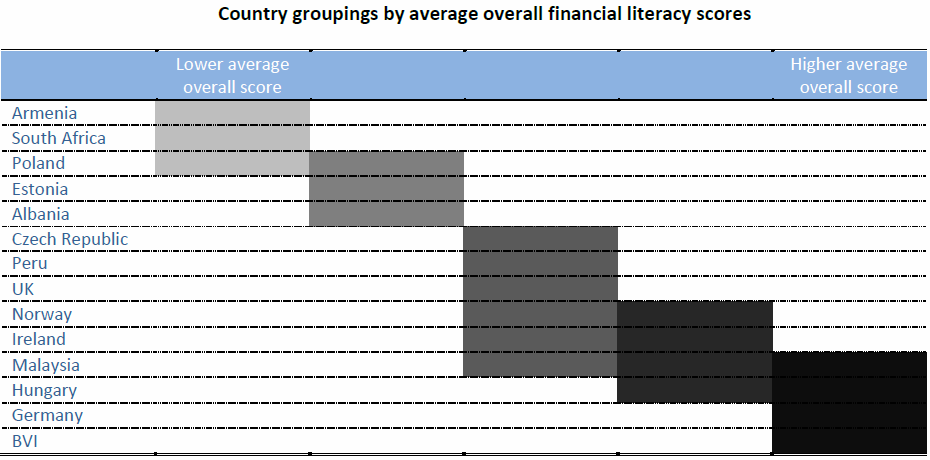 Country groupings by average overall financial literacy scores
Lower average
overall score
Higher average
overall score
Armenia
South Africa
Poland
Estonia
Albania
Czech Republic
Peru
UK
Norway
Ireland
Malaysia
Hungary
Germany
BVI